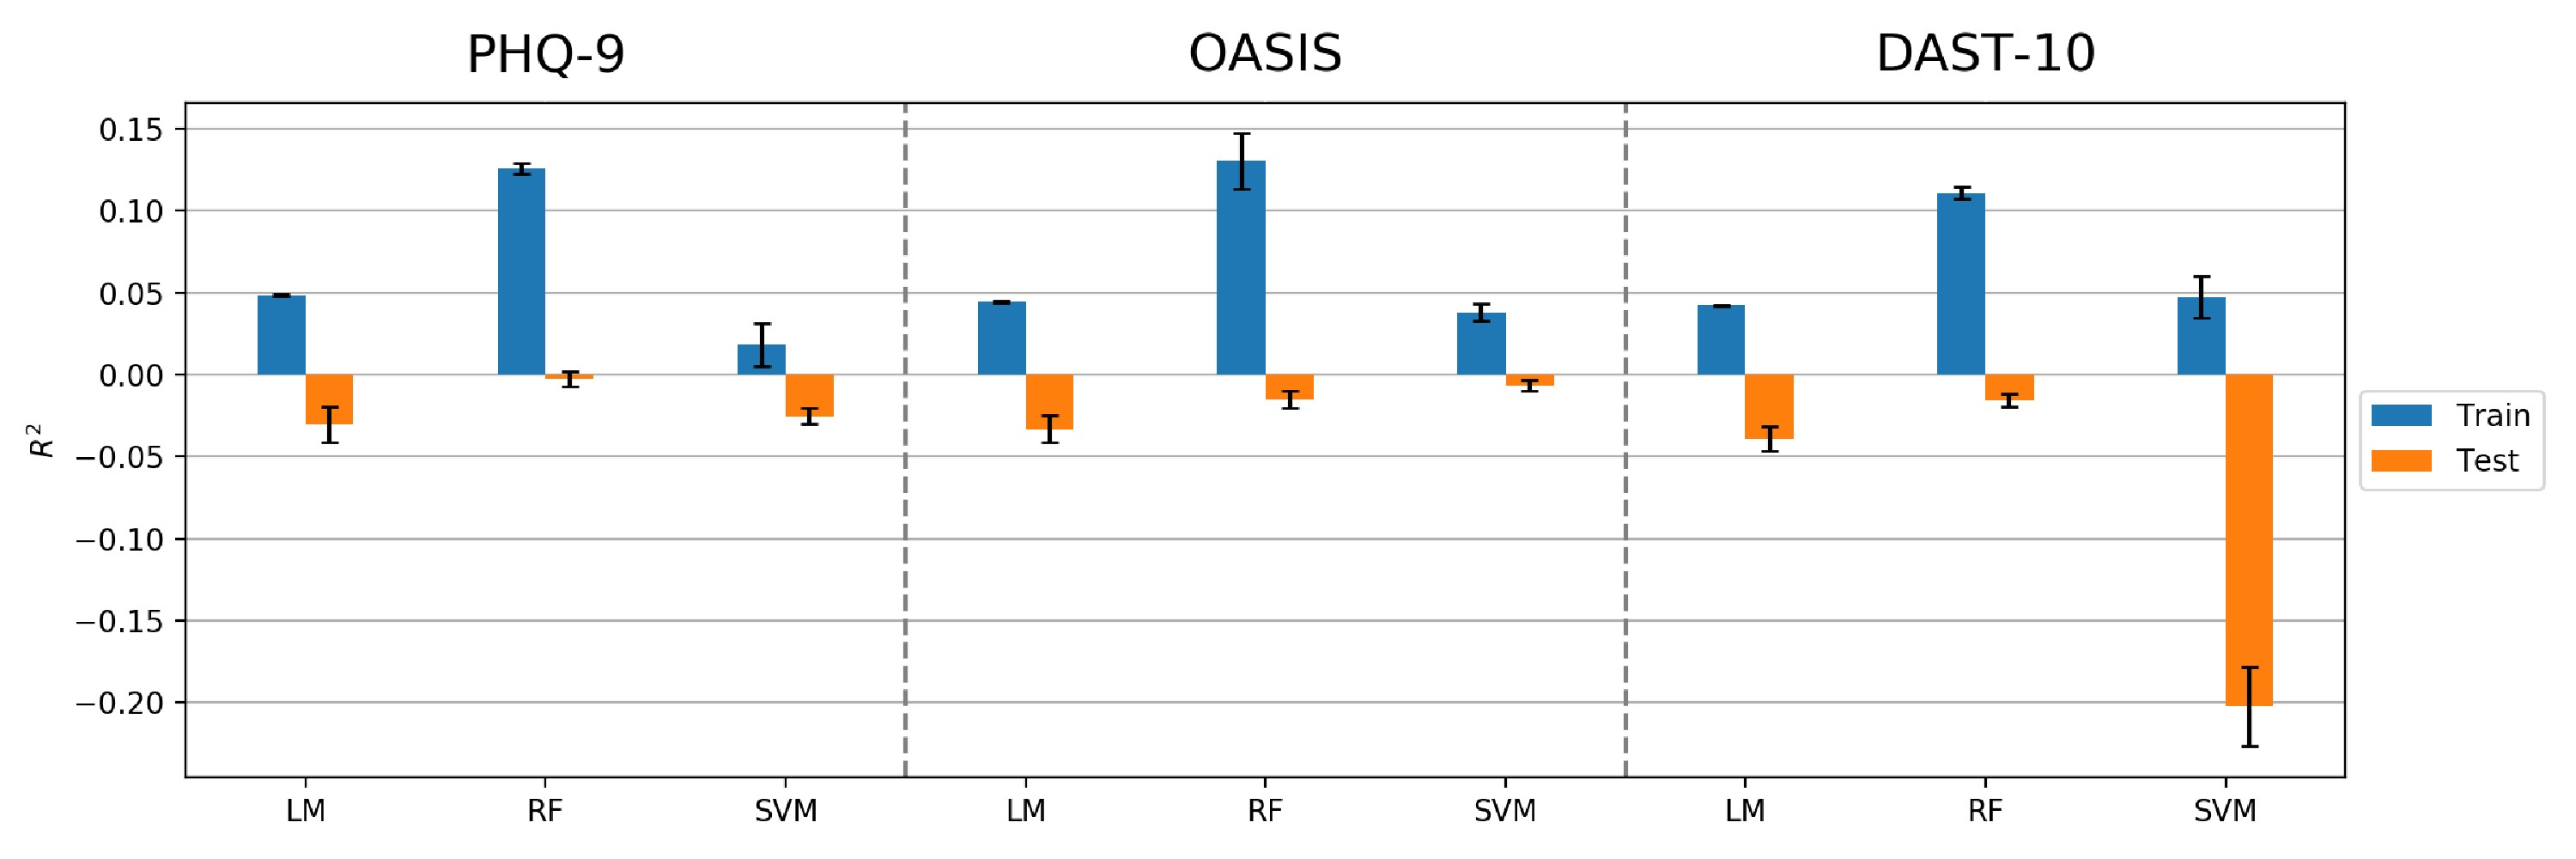 PHQ-9 OASIS DAST-10
0.15
0.10
0.05
0.00
−0.05
−0.10
−0.15
−0.20
R²
Train
Test
LM RF SVM LM RF SVM LM RF SVM